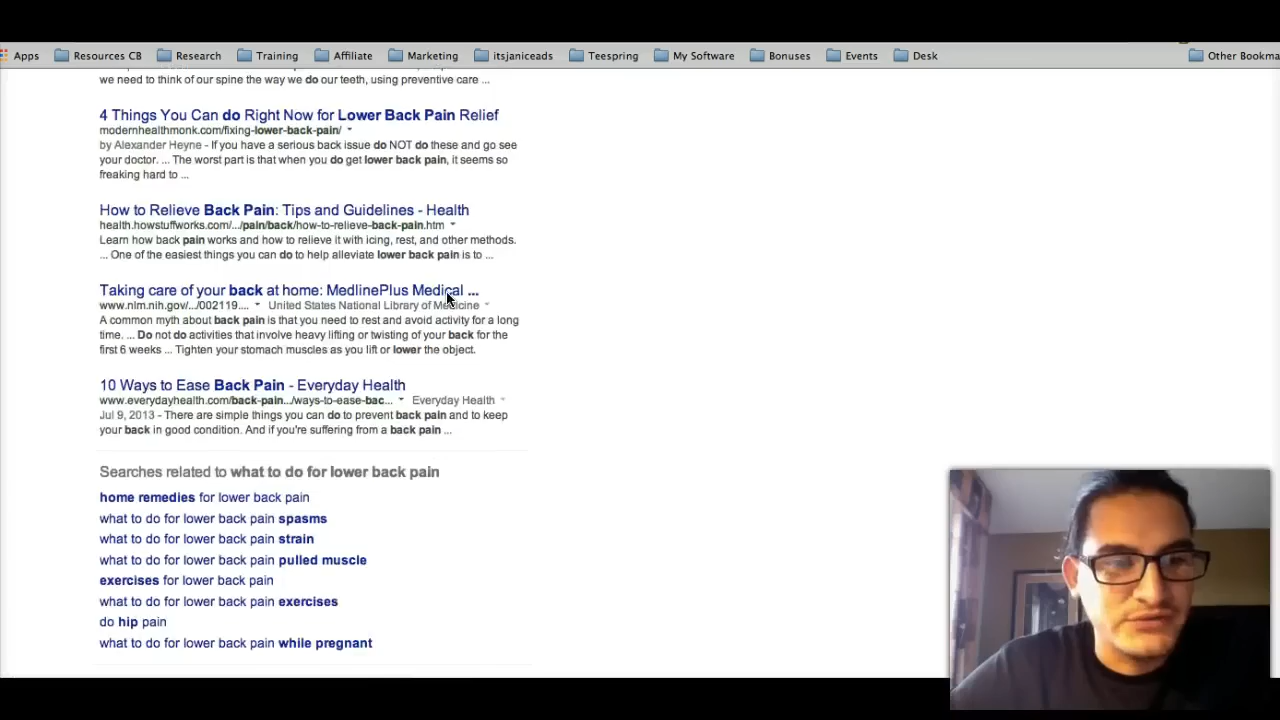 Apps Resources CB Research Training Affiliate Marketing itsjaniceads Teespring My Software Bonuses Events Desk Other Bookma
we need to think of our spine the way we do our teeth, using preventive care ...
4 Things You Can do Right Now for Lower Back Pain Relief
modernhealthmonk.com/fixing-lower-back-pain/
by Alexander Heyne - If you have a serious back issue do NOT do these and go see
your doctor. ... The worst part is that when you do get lower back pain, it seems so
freaking hard to ...
How to Relieve Back Pain: Tips and Guidelines - Health
health.howstuffworks.com/.../pain/back/how-to-relieve-back-pain.htm
Learn how back pain works and how to relieve it with icing, rest, and other methods.
... One of the easiest things you can do to help alleviate lower back pain is to ...
Taking care of your back at home: MedlinePlus Medical ...
www.nlm.nih.gov/.../002119.... United States National Library of Medicine
A common myth about back pain is that you need to rest and avoid activity for a long
time. ... Do not do activities that involve heavy lifting or twisting of your back for the
first 6 weeks ... Tighten your stomach muscles as you lift or lower the object.
10 Ways to Ease Back Pain - Everyday Health
www.everydayhealth.com/back-pain.../ways-to-ease-bac... Everyday Health
Jul 9, 2013 - There are simple things you can do to prevent back pain and to keep
your back in good condition. And if you're suffering from a back pain ...
Searches related to what to do for lower back pain
home remedies for lower back pain
what to do for lower back pain spasms
what to do for lower back pain strain
what to do for lower back pain pulled muscle
exercises for lower back pain
what to do for lower back pain exercises
do hip pain
what to do for lower back pain while pregnant